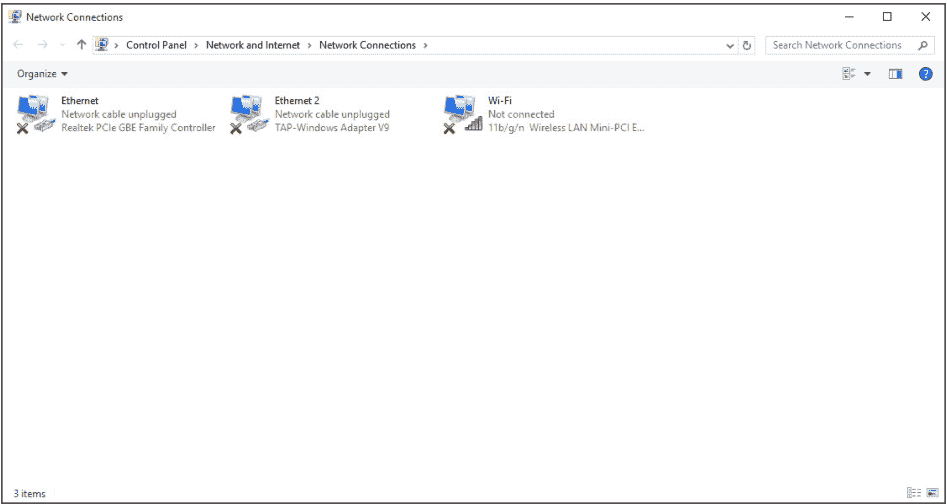 Network Connections
Control Panel > Network and Internet > Network Connections >
Search Network Connections
Organize
Ethernet
Network cable unplugged
Realtek PCIe GBE Family Controller
Ethernet 2
Network cable unplugged
TAP-Windows Adapter V9
Wi-Fi
Not connected
11b/g/n Wireless LAN Mini-PCI E...
3 items